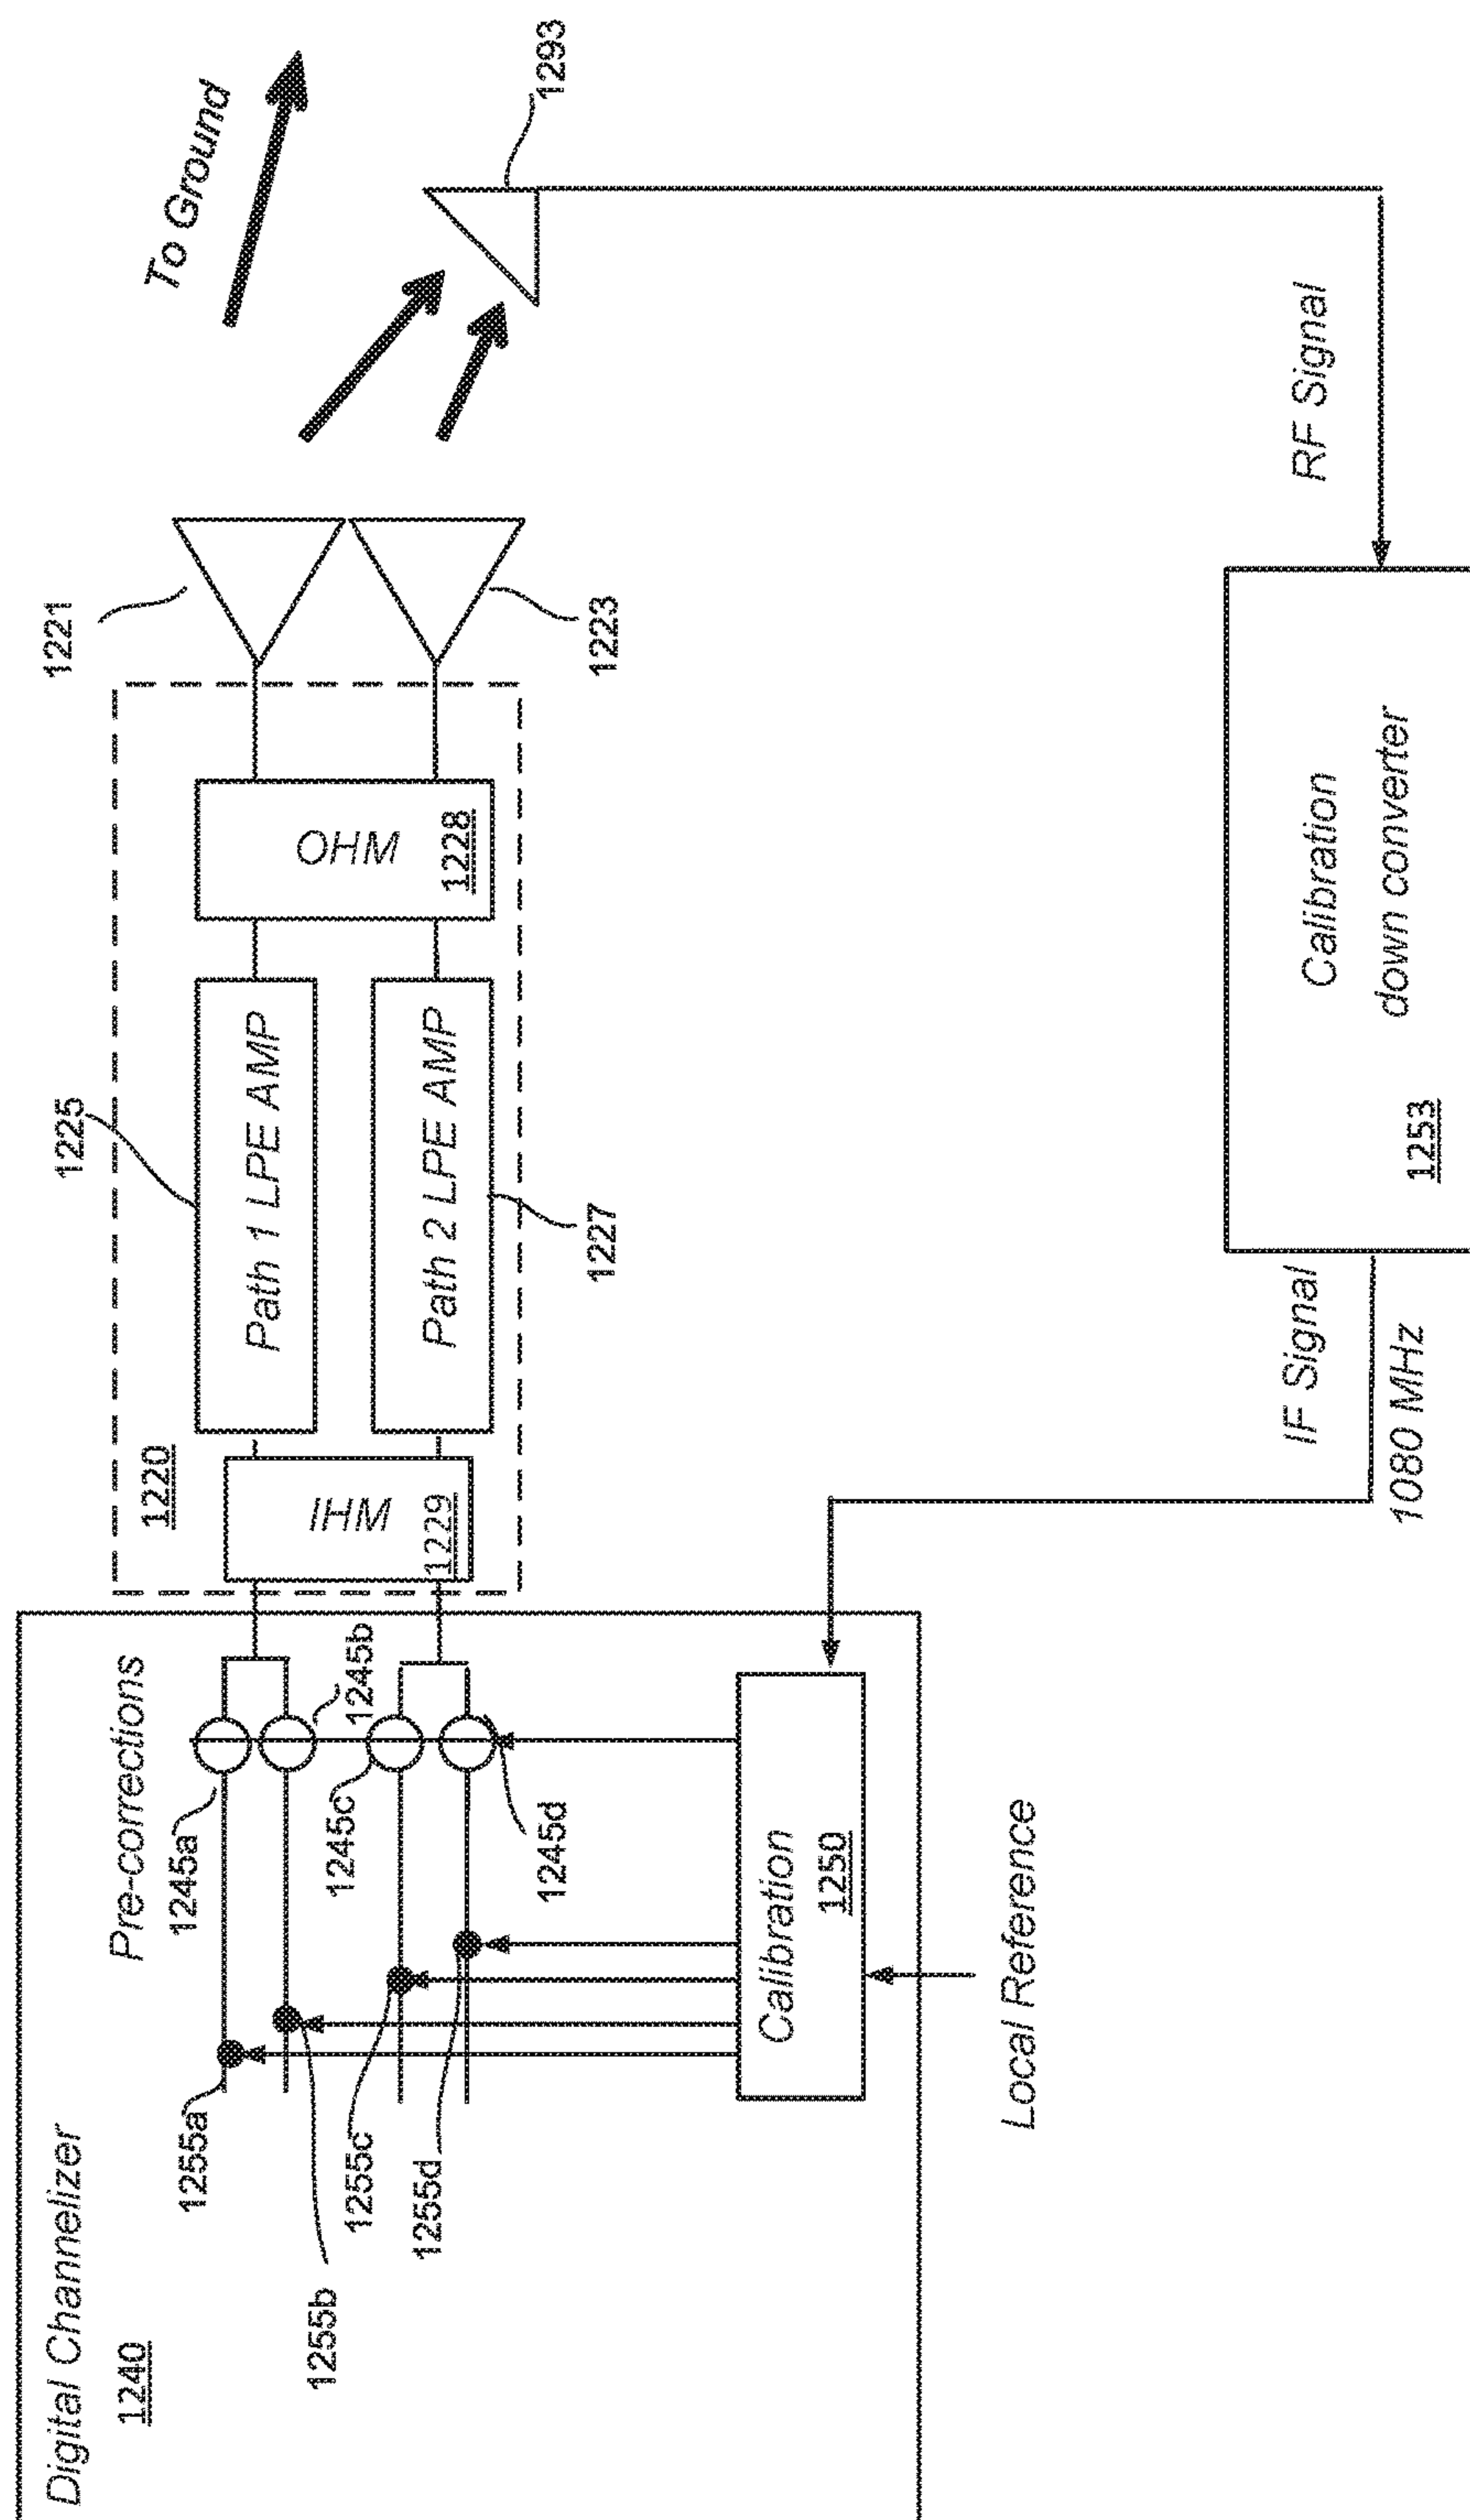 Digital Channelizer
1240
Pre-corrections
1255a
1255b
1255c
1255d
1245a
1245b
1245c
1245d
Calibration
1250
Local Reference
1220
IHM
1229
1225
Path 1 LPE AMP
Path 2 LPE AMP
1227
OHM
1228
1221
1223
To Ground
1293
RF Signal
Calibration
down converter
1253
IF Signal
1080 MHz